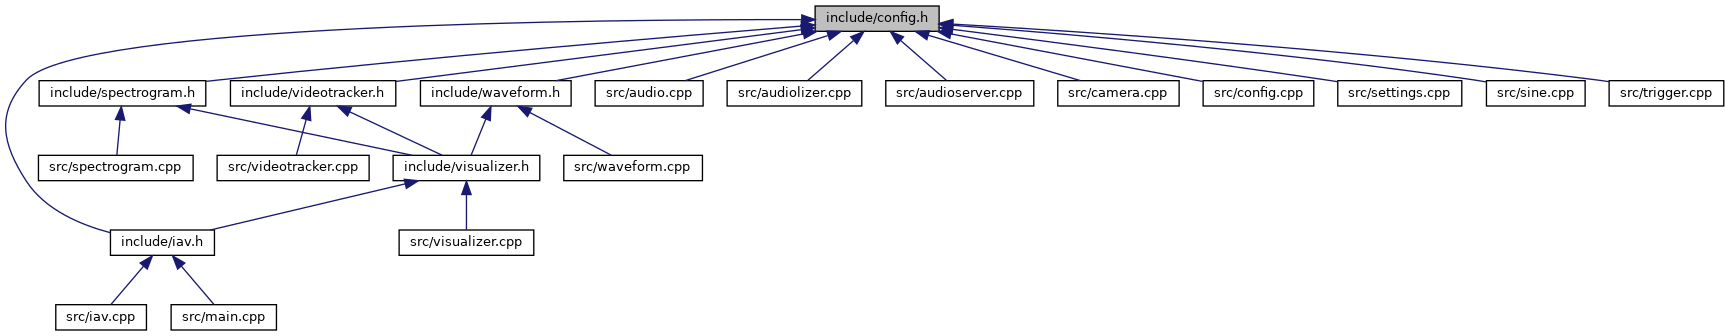 include/config.h
include/spectrogram.h
include/videotracker.h
include/waveform.h
src/audio.cpp
src/audiolizer.cpp
src/audioserver.cpp
src/camera.cpp
src/config.cpp
src/settings.cpp
src/sine.cpp
src/trigger.cpp
src/spectrogram.cpp
src/videotracker.cpp
include/visualizer.h
src/waveform.cpp
include/iav.h
src/visualizer.cpp
src/iav.cpp
src/main.cpp